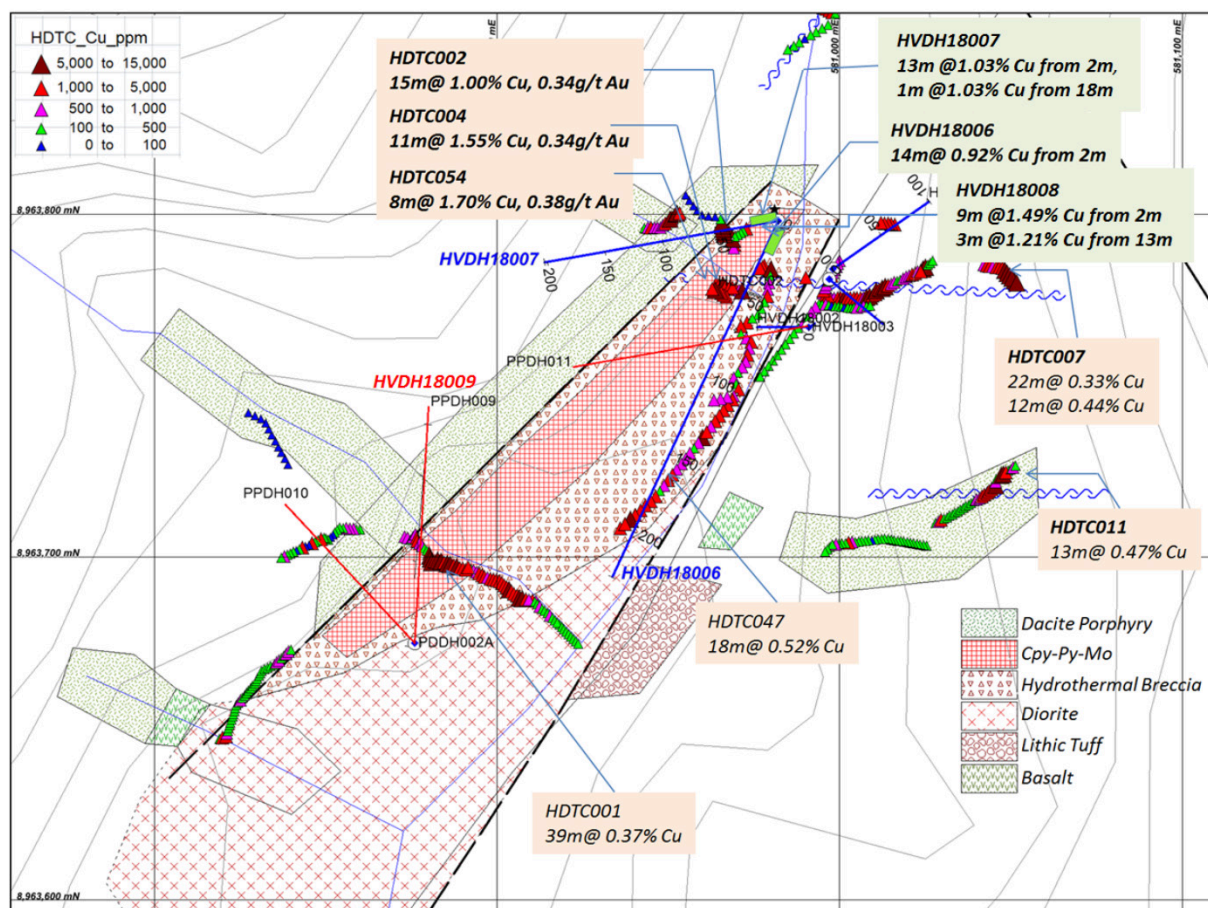 HDTC_Cu_ppm
5,000 to 15,000
1,000 to 5,000
500 to 1,000
100 to 500
0 to 100
mE
581,000 mE
581,100 mE
HDTC002
15m @ 1.00% Cu, 0.34g/t Au
HDTC004
11m @ 1.55% Cu, 0.34g/t Au
HDTC054
8m @ 1.70% Cu, 0.38g/t Au
HVDH18007
13m @1.03% Cu from 2m,
1m @1.03% Cu from 18m
HVDH18006
14m@ 0.92% Cu from 2m
HVDH18008
9m @1.49% Cu from 2m
3m @1.21% Cu from 13m
100
8,963,800 mN
HVDH18007
200
150
100
HVDH18002
HVDH18003
PPDH011
HDTC007
22m @ 0.33% Cu
12m @ 0.44% Cu
HVDH18009
PPDH009
100
150
PPDH010
200
HDTC011
13m@ 0.47% Cu
8,963,700 mN
HVDH18006
HDTC047
18m@ 0.52% Cu
PDDH002A
Dacite Porphyry
Cpy-Py-Mo
Hydrothermal Breccia
Diorite
Lithic Tuff
Basalt
HDTC001
39m@ 0.37% Cu
8,963,600 mN